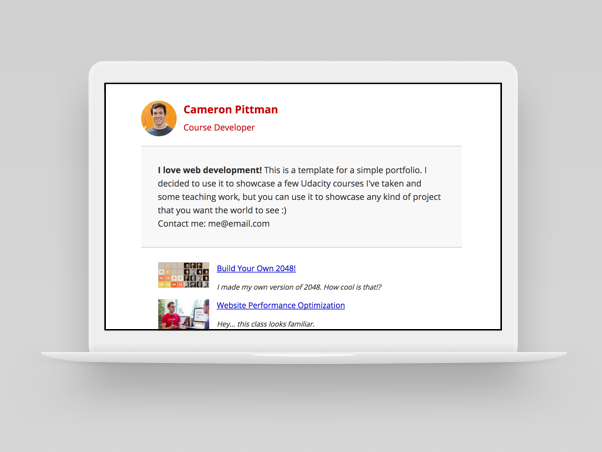 Cameron Pittman
Course Developer
I love web development! This is a template for a simple portfolio. I
decided to use it to showcase a few Udacity courses I've taken and
some teaching work, but you can use it to showcase any kind of project
that you want the world to see :)
Contact me: me@email.com
Build Your Own 2048!
I made my own version of 2048. How cool is that!?
Website Performance Optimization
Hey... this class looks familiar.